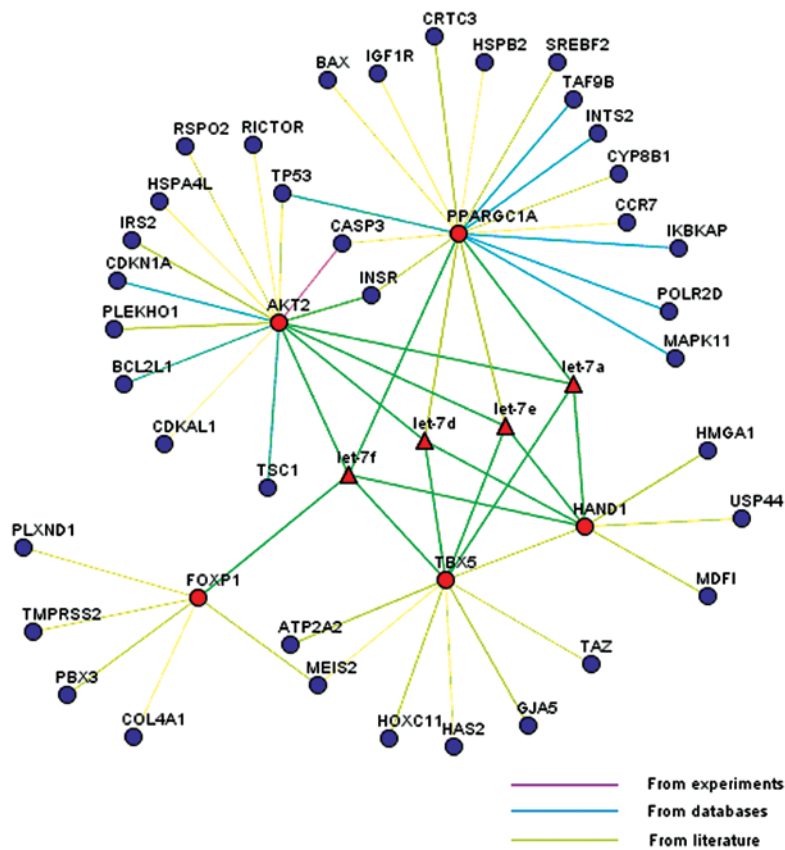 CRTC3
BAX
IGF1R
HSPB2
SREBF2
TAF9B
INTS2
RSPO2
RICTOR
CYP8B1
HSPA4L
TP53
CCR7
PPARGC1A
IRS2
CASP3
IKBKAP
CDKN1A
INSR
AKT2
POLR2D
PLEKHO1
MAPK11
BCL2L1
let-7a
CDKAL1
let-7d
let-7e
HMGA1
let-7f
TSC1
USP44
HAND1
PLXND1
TBX5
MDFI
FOXP1
TMPRSS2
ATP2A2
TAZ
MEIS2
PBX3
COL4A1
HOXC11
HAS2
GJA5
From experiments
From databases
From literature